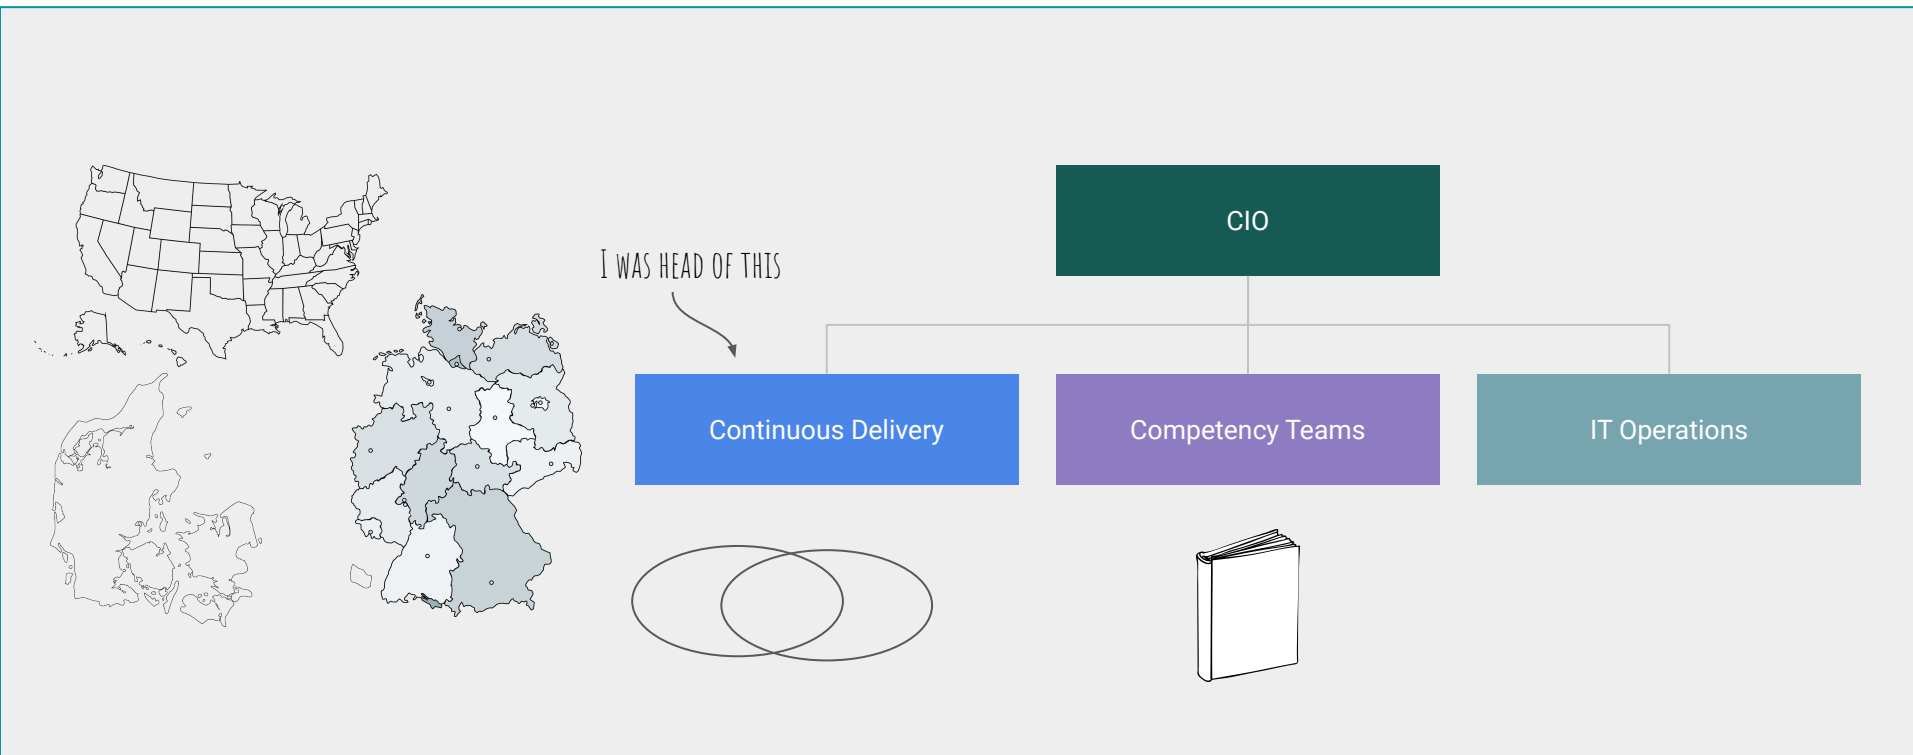 CIO
I WAS HEAD OF THIS
Continuous Delivery
Competency Teams
IT Operations